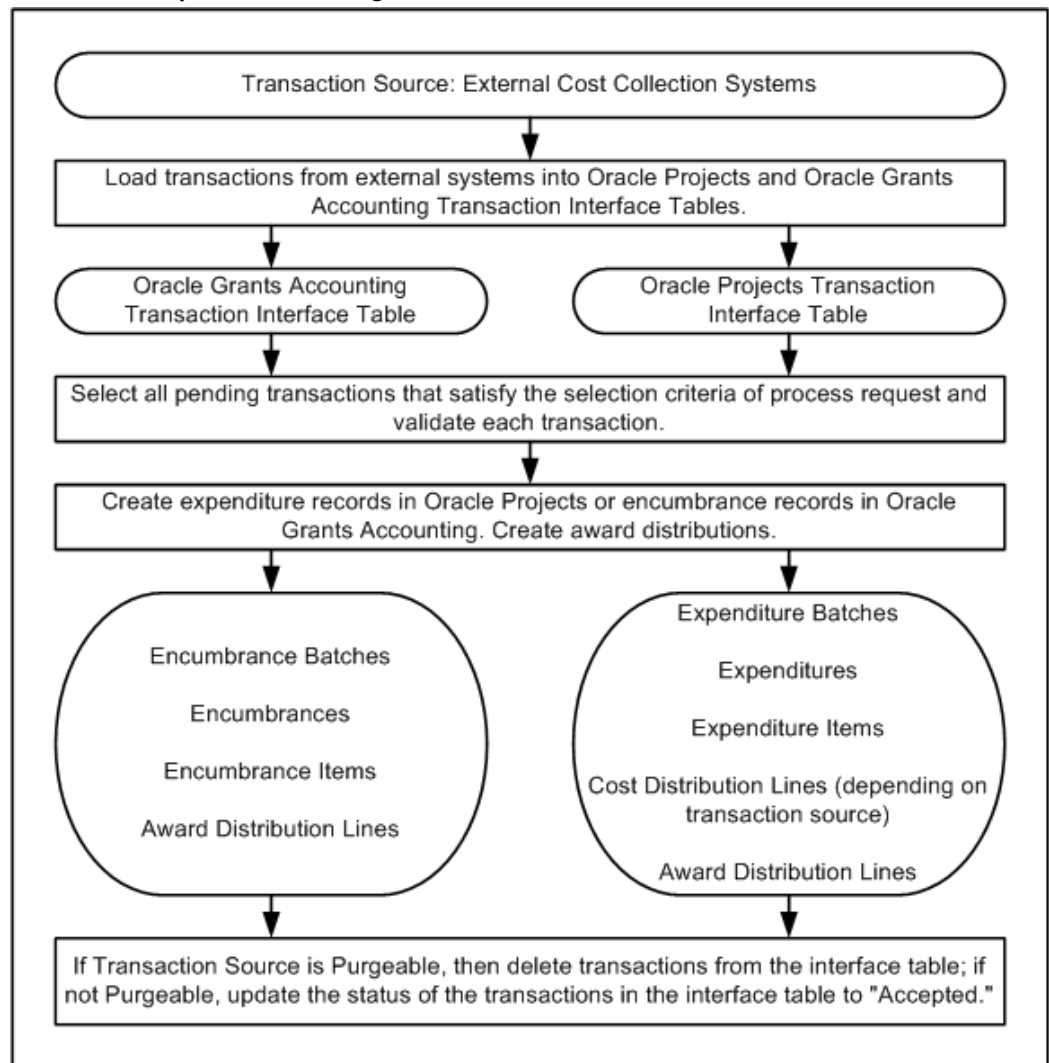 Transaction Source: External Cost Collection Systems
Load transactions from external systems into Oracle Projects and Oracle Grants
Accounting Transaction Interface Tables.
Oracle Grants Accounting
Transaction Interface Table
Oracle Projects Transaction
Interface Table
Select all pending transactions that satisfy the selection criteria of process request and
validate each transaction.
Create expenditure records in Oracle Projects or encumbrance records in Oracle
Grants Accounting. Create award distributions.
Encumbrance Batches
Encumbrances
Encumbrance Items
Award Distribution Lines
Expenditure Batches
Expenditures
Expenditure Items
Cost Distribution Lines (depending on
transaction source)
Award Distribution Lines
If Transaction Source is Purgeable, then delete transactions from the interface table; if
not Purgeable, update the status of the transactions in the interface table to "Accepted."